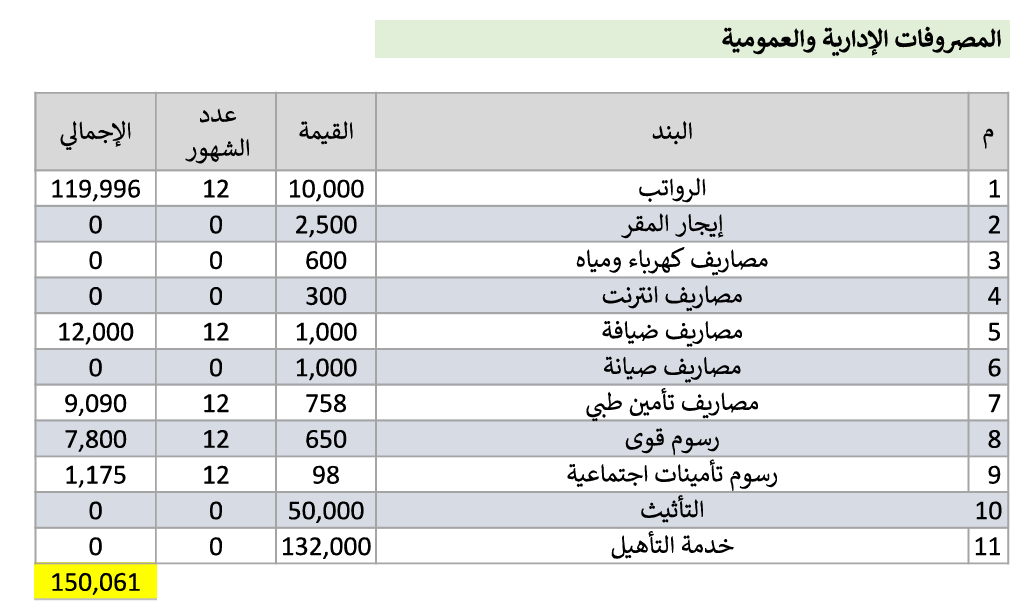 المصروفات الإدارية والعمومية
م البند القيمة عدد الشهور الإجمالي
1 الرواتب 10,000 12 119,996
2 إيجار المقر 2,500 0 0
3 مصاريف كهرباء ومياه 600 0 0
4 مصاريف انترنت 300 0 0
5 مصاريف ضيافة 1,000 12 12,000
6 مصاريف صيانة 1,000 0 0
7 مصاريف تأمين طبي 758 12 9,090
8 رسوم قوى 650 12 7,800
9 رسوم تأمينات اجتماعية 98 12 1,175
10 التأثيث 50,000 0 0
11 خدمة التأهيل 132,000 0 0
150,061